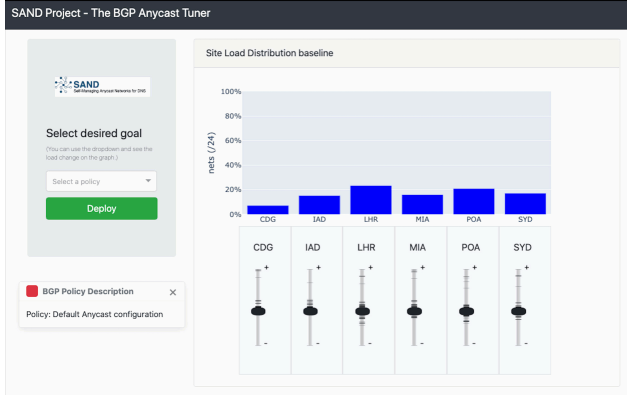 SAND Project - The BGP Anycast Tuner
SAND
Self-Managing Anycast Networks for DNS
Select desired goal
(You can use the dropdown and see the
load change on the graph.)
Select a policy
Deploy
BGP Policy Description ×
Policy: Default Anycast configuration
Site Load Distribution baseline
100%
80%
60%
40%
20%
0%
nets (/24)
CDG IAD LHR MIA POA SYD
CDG IAD LHR MIA POA SYD
+ + + + + +
- - - - - -